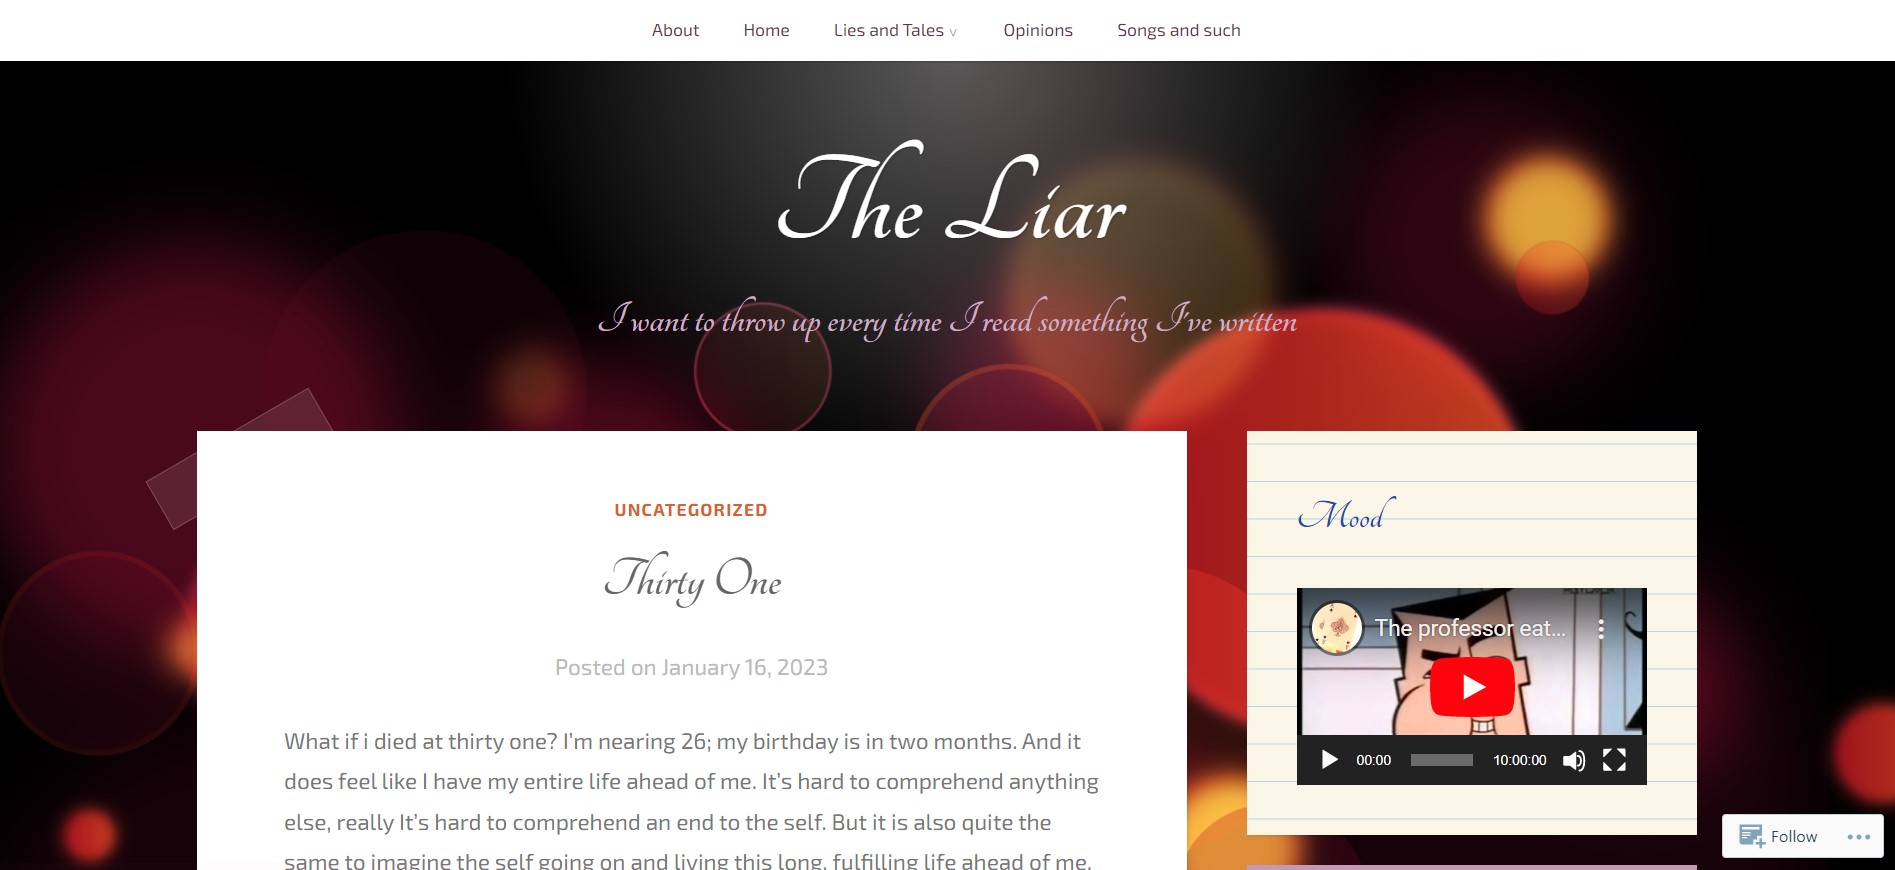 About Home Lies and Tales Opinions Songs and such
The Liar
I want to throw up every time I read something I've written
UNCATEGORIZED
Thirty One
Posted on January 16, 2023
What if i died at thirty one? I'm nearing 26; my birthday is in two months. And it
does feel like I have my entire life ahead of me. It's hard to comprehend anything
else, really It's hard to comprehend an end to the self. But it is also quite the
same to imagine the self going on and living this long, fulfilling life ahead of me.
Mood
The professor eat...
00:00 10:00:00
Follow